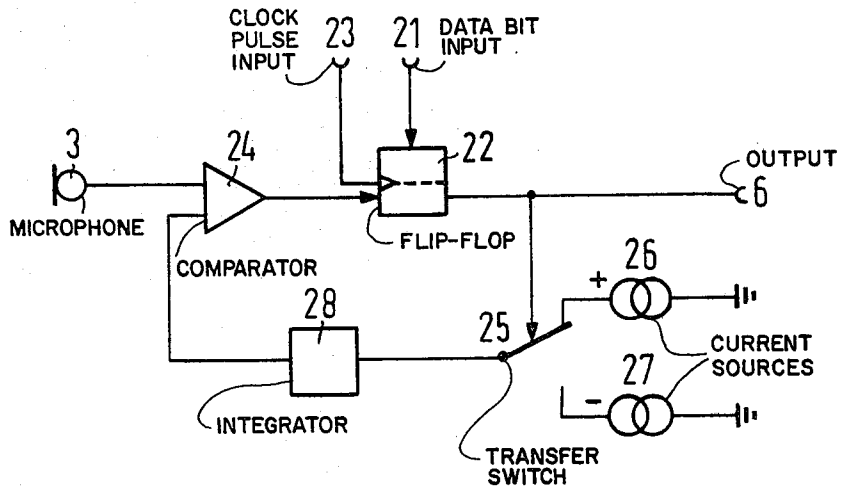 CLOCK
PULSE
INPUT
23
21
DATA BIT
INPUT
3
MICROPHONE
24
COMPARATOR
22
FLIP-FLOP
OUTPUT
6
28
INTEGRATOR
25
TRANSFER
SWITCH
+
26
-
27
CURRENT
SOURCES